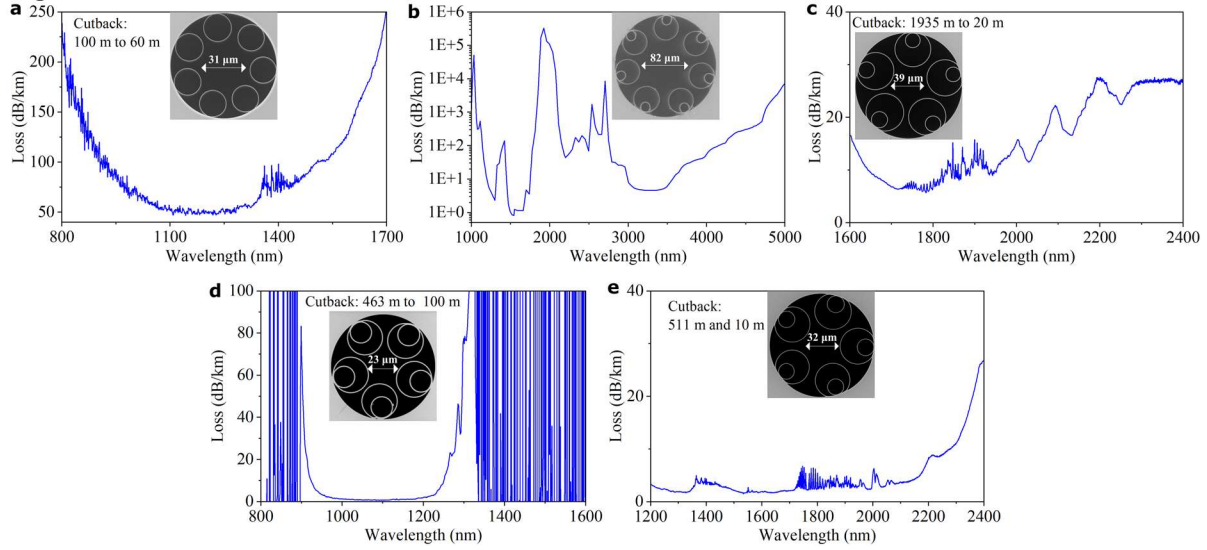 a
Cutback:
100 m to 60 m
31 µm
250
200
150
100
50
Loss (dB/km)
800
1100
1400
1700
Wavelength (nm)
b
82 µm
1E+6
1E+5
1E+4
1E+3
1E+2
1E+1
1E+0
Loss (dB/km)
1000
2000
3000
4000
5000
Wavelength (nm)
c
Cutback: 1935 m to 20 m
39 µm
40
20
0
Loss (dB/km)
1600
1800
2000
2200
2400
Wavelength (nm)
d
Cutback: 463 m to 100 m
23 µm
100
80
60
40
20
0
Loss (dB/km)
800
1000
1200
1400
1600
Wavelength (nm)
e
Cutback:
511 m and 10 m
32 µm
40
20
0
Loss (dB/km)
1200
1400
1600
1800
2000
2200
2400
Wavelength (nm)